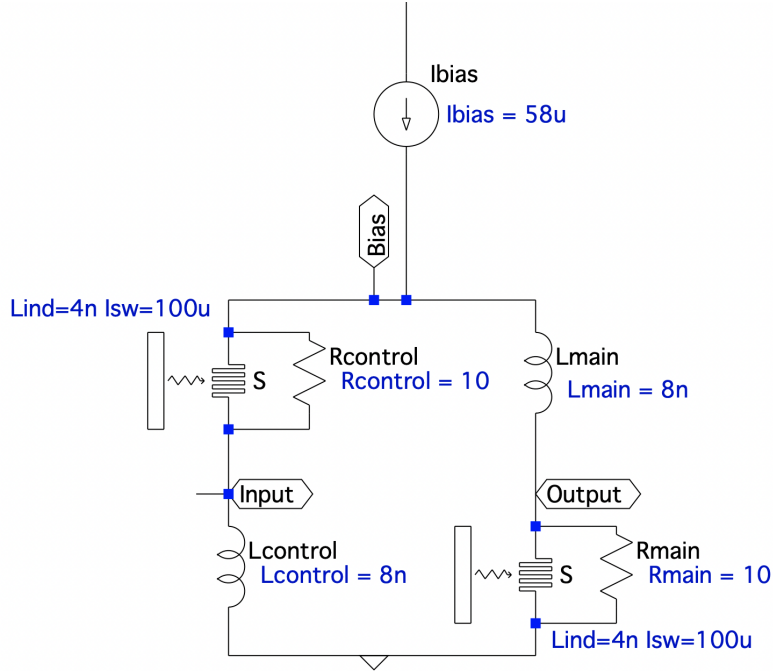 Ibias
Ibias = 58u
Bias
Lind=4n Isw=100u
S
Rcontrol
Rcontrol = 10
Lmain
Lmain = 8n
Input
Output
Lcontrol
Lcontrol = 8n
S
Rmain
Rmain = 10
Lind=4n Isw=100u